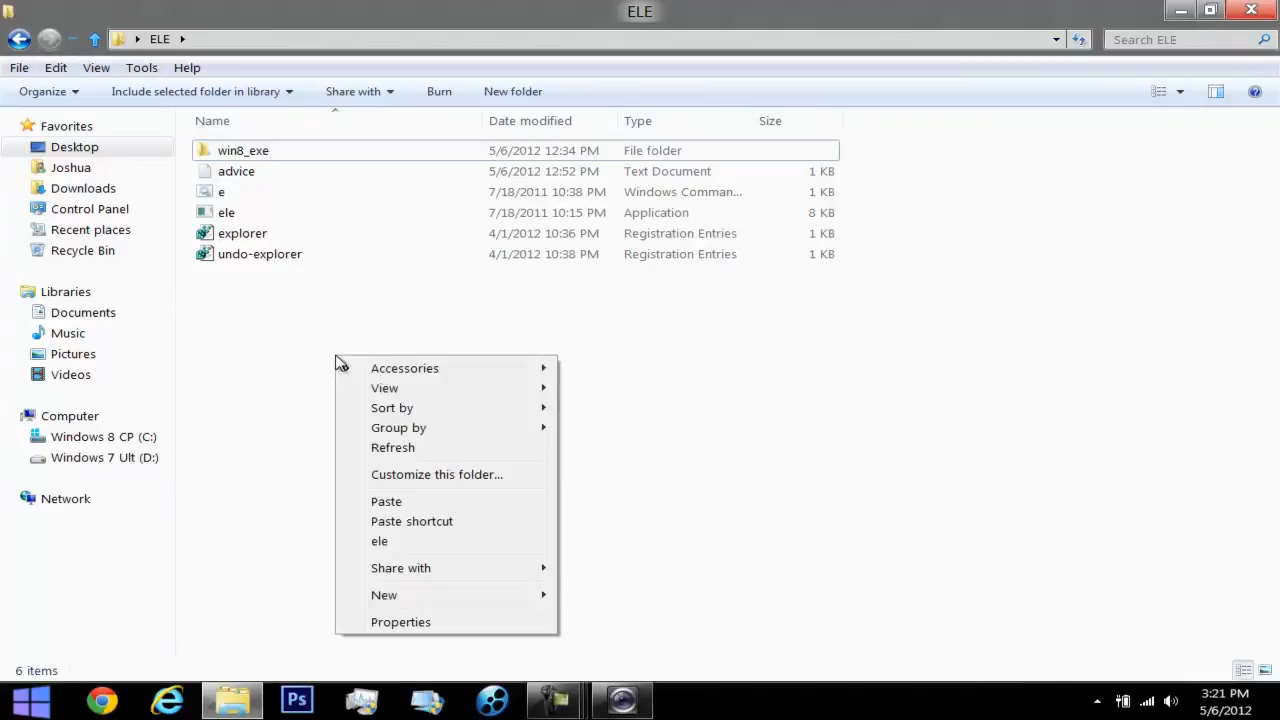 ELE
ELE
Search ELE
File Edit View Tools Help
Organize Include selected folder in library Share with Burn New folder
Name Date modified Type Size
Favorites
Desktop
Joshua
Downloads
Control Panel
Recent places
Recycle Bin
Libraries
Documents
Music
Pictures
Videos
Computer
Windows 8 CP (C:)
Windows 7 Ult (D:)
Network
win8_exe 5/6/2012 12:34 PM File folder
advice 5/6/2012 12:52 PM Text Document 1 KB
e 7/18/2011 10:38 PM Windows Comman... 1 KB
ele 7/18/2011 10:15 PM Application 8 KB
explorer 4/1/2012 10:36 PM Registration Entries 1 KB
undo-explorer 4/1/2012 10:38 PM Registration Entries 1 KB
Accessories
View
Sort by
Group by
Refresh
Customize this folder...
Paste
Paste shortcut
ele
Share with
New
Properties
6 items
Ps
3:21 PM
5/6/2012